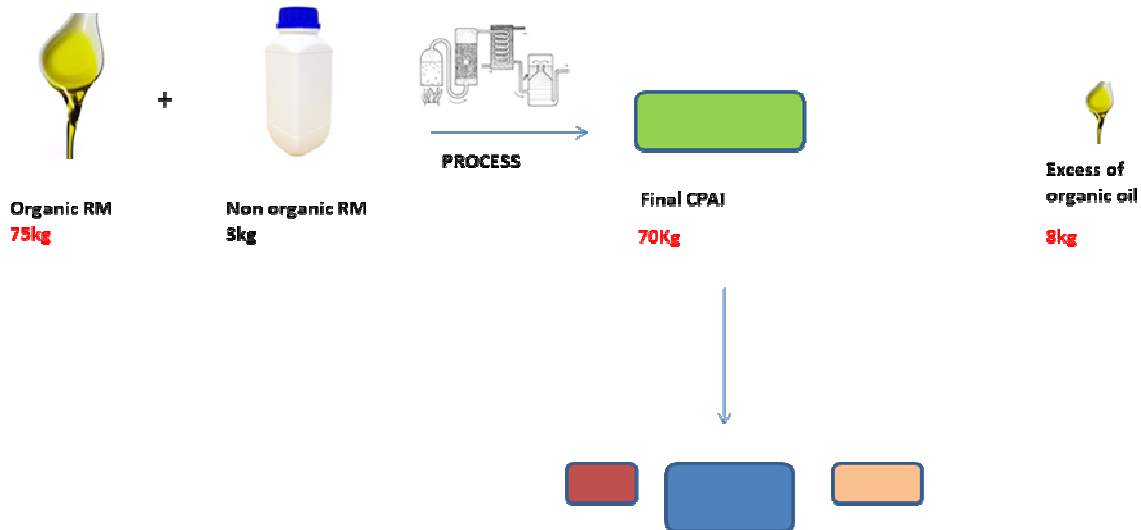 +
PROCESS
Organic RM
75kg
Non organic RM
3kg
Final CPAI
70Kg
Excess of
organic oil
8kg